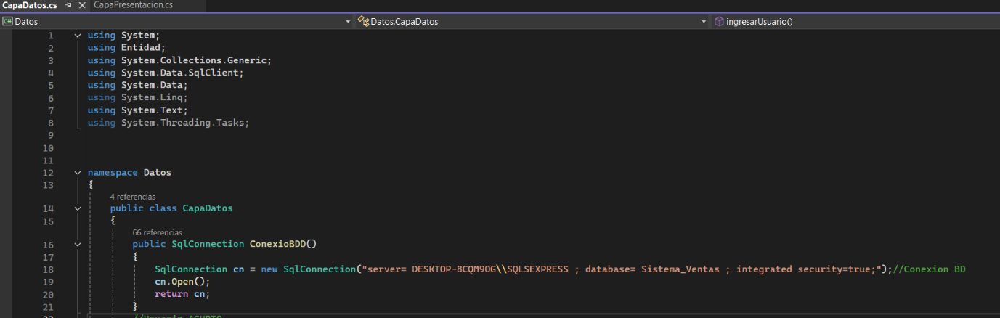 CapaDatos.cs CapaPresentacion.cs
Datos Datos.CapaDatos ingresarUsuario()
1 using System;
2 using Entidad;
3 using System.Collections.Generic;
4 using System.Data.SqlClient;
5 using System.Data;
6 using System.Linq;
7 using System.Text;
8 using System.Threading.Tasks;
9
10
11
12 namespace Datos
13 {
4 referencias
14 public class CapaDatos
15 {
66 referencias
16 public SqlConnection ConexioBDD()
17 {
18 SqlConnection cn = new SqlConnection("server= DESKTOP-8CQM9OG\\SQLSEXPRESS ; database= Sistema_Ventas ; integrated security=true;");//Conexion BD
19 cn.Open();
20 return cn;
21 }